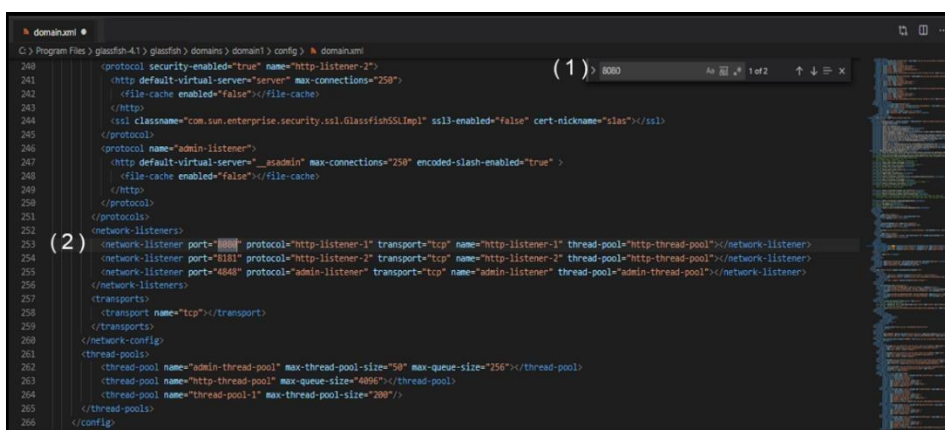 domain.xml ●
C: > Program Files > glassfish-4.1 > glassfish > domains > domain1 > config > domain.xml
(1) > 8080 Aa 1 of 2
240 <protocol security-enabled="true" name="http-listener-2">
241 <http default-virtual-server="server" max-connections="250">
242 <file-cache enabled="false"></file-cache>
243 </http>
244 <ssl classname="com.sun.enterprise.security.ssl.GlassfishSSLImpl" ssl3-enabled="false" cert-nickname="slas"></ssl>
245 </protocol>
246 <protocol name="admin-listener">
247 <http default-virtual-server="__asadmin" max-connections="250" encoded-slash-enabled="true" >
248 <file-cache enabled="false"></file-cache>
249 </http>
250 </protocol>
251 </protocols>
252 <network-listeners>
(2) 253 <network-listener port="8080" protocol="http-listener-1" transport="tcp" name="http-listener-1" thread-pool="http-thread-pool"></network-listener>
254 <network-listener port="8181" protocol="http-listener-2" transport="tcp" name="http-listener-2" thread-pool="http-thread-pool"></network-listener>
255 <network-listener port="4848" protocol="admin-listener" transport="tcp" name="admin-listener" thread-pool="admin-thread-pool"></network-listener>
256 </network-listeners>
257 <transports>
258 <transport name="tcp"></transport>
259 </transports>
260 </network-config>
261 <thread-pools>
262 <thread-pool name="admin-thread-pool" max-thread-pool-size="50" max-queue-size="256"></thread-pool>
263 <thread-pool name="http-thread-pool" max-queue-size="4096"></thread-pool>
264 <thread-pool name="thread-pool-1" max-thread-pool-size="200"/>
265 </thread-pools>
266 </config>